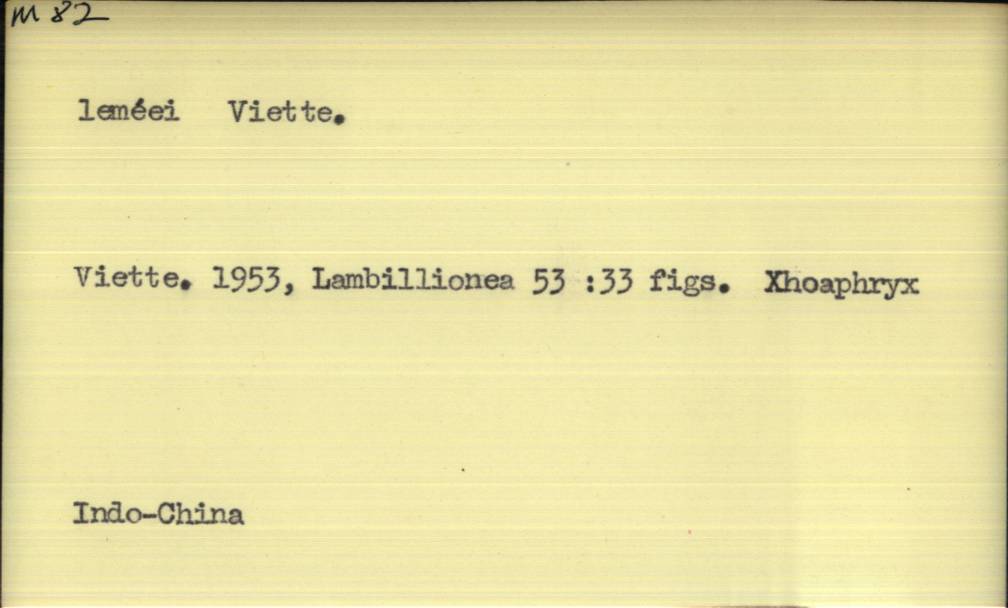 M 82
leméei Viette.
Viette. 1953, Lambillionea 53 :33 figs. Xhoaphryx
Indo-China